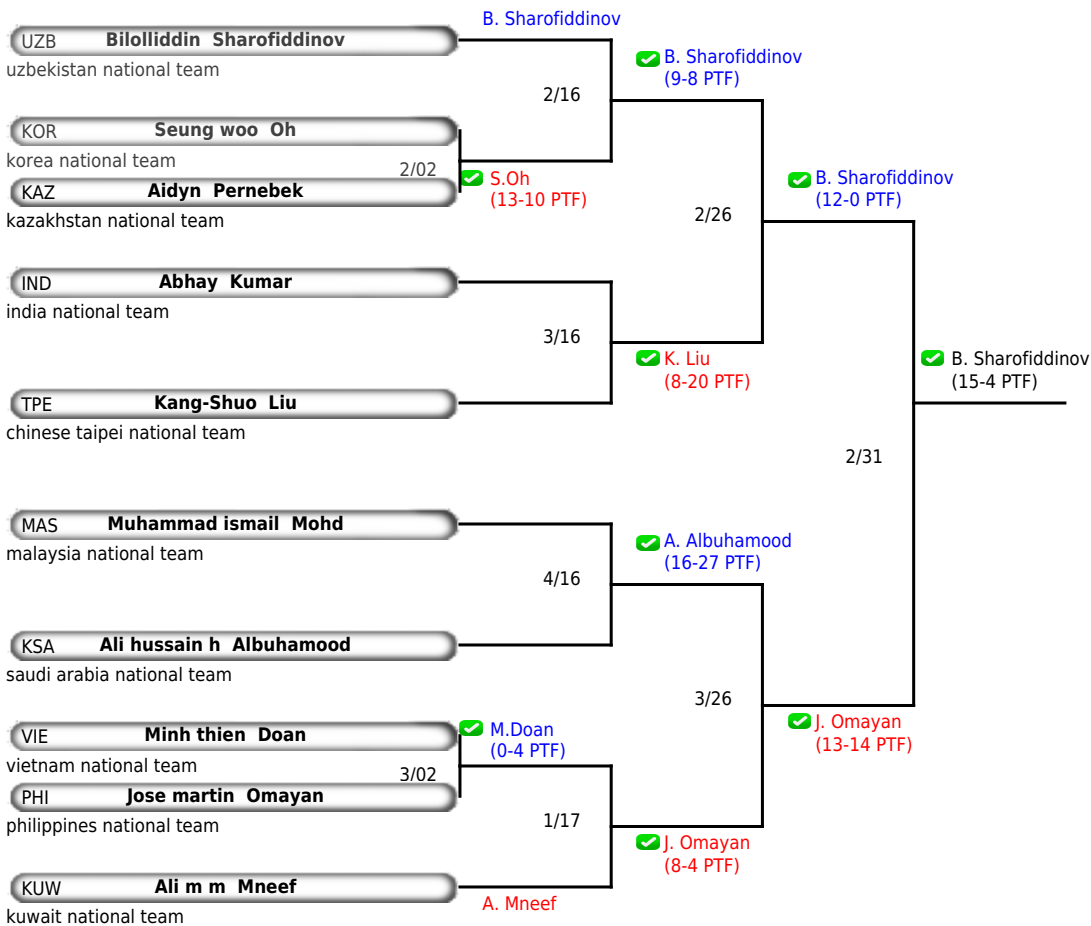 B. Sharofiddinov
UZB Bilolliddin Sharofiddinov
uzbekistan national team
B. Sharofiddinov
(9-8 PTF)
2/16
KOR Seung woo Oh
korea national team
2/02
KAZ Aidyn Pernebek
kazakhstan national team
S.Oh
(13-10 PTF)
B. Sharofiddinov
(12-0 PTF)
2/26
IND Abhay Kumar
india national team
3/16
K. Liu
(8-20 PTF)
B. Sharofiddinov
(15-4 PTF)
TPE Kang-Shuo Liu
chinese taipei national team
2/31
MAS Muhammad ismail Mohd
malaysia national team
A. Albuhamood
(16-27 PTF)
4/16
KSA Ali hussain h Albuhamood
saudi arabia national team
3/26
J. Omayan
(13-14 PTF)
VIE Minh thien Doan
vietnam national team
M.Doan
(0-4 PTF)
3/02
PHI Jose martin Omayan
philippines national team
1/17
J. Omayan
(8-4 PTF)
KUW Ali m m Mneef
kuwait national team
A. Mneef